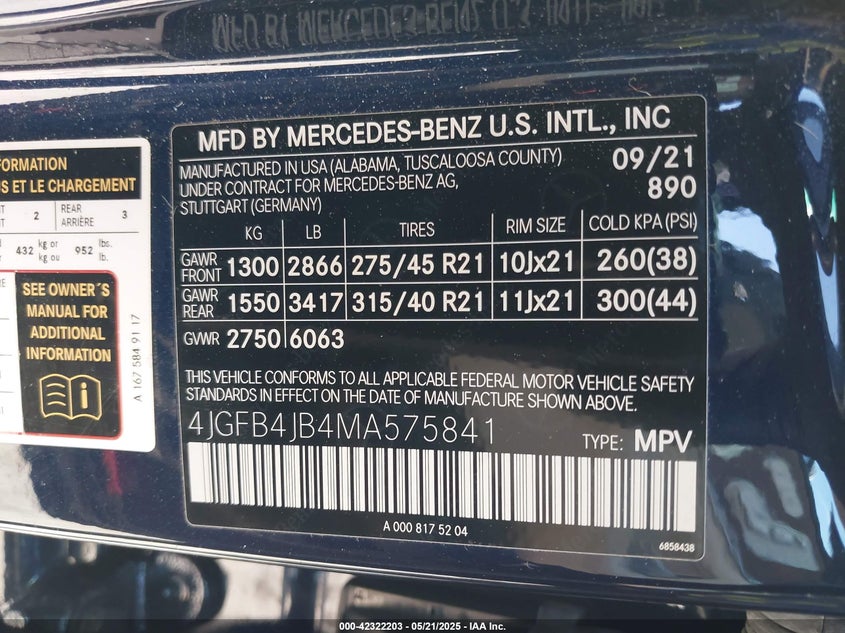 MFD BY MERCEDES-BENZ U.S. INTL., INC
MANUFACTURED IN USA (ALABAMA, TUSCALOOSA COUNTY) 09/21
UNDER CONTRACT FOR MERCEDES-BENZ AG, 890
STUTTGART (GERMANY)
KG LB TIRES RIM SIZE COLD KPA (PSI)
GAWR FRONT 1300 2866 275/45 R21 10Jx21 260(38)
GAWR REAR 1550 3417 315/40 R21 11Jx21 300(44)
GVWR 2750 6063
THIS VEHICLE CONFORMS TO ALL APPLICABLE FEDERAL MOTOR VEHICLE SAFETY
STANDARDS IN EFFECT ON THE DATE OF MANUFACTURE SHOWN ABOVE.
4JGFB4JB4MA575841 TYPE: MPV
A 000 817 52 04
6858438
ET LE CHARGEMENT
2 REAR ARRIÈRE 3
432 kg or kg ou 952 lbs. lb.
SEE OWNER'S
MANUAL FOR
ADDITIONAL
INFORMATION
A 167 584 91 17
000-42322203 - 05/21/2025 - IAA Inc.